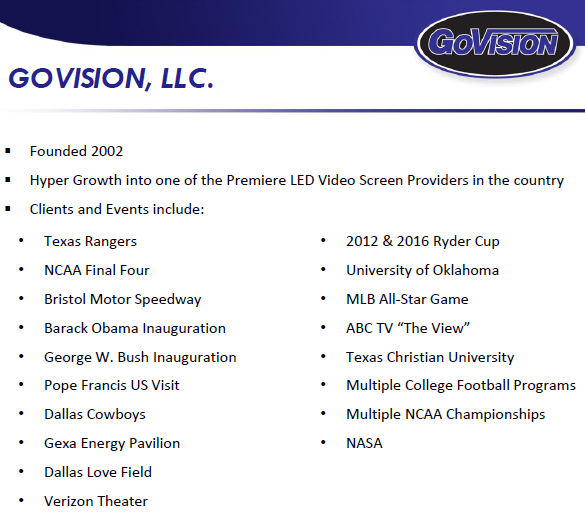 GOVISION
GOVISION, LLC.
▪ Founded 2002
▪ Hyper Growth into one of the Premiere LED Video Screen Providers in the country
▪ Clients and Events include:
• Texas Rangers
• NCAA Final Four
• Bristol Motor Speedway
• Barack Obama Inauguration
• George W. Bush Inauguration
• Pope Francis US Visit
• Dallas Cowboys
• Gexa Energy Pavilion
• Dallas Love Field
• Verizon Theater
• 2012 & 2016 Ryder Cup
• University of Oklahoma
• MLB All-Star Game
• ABC TV “The View”
• Texas Christian University
• Multiple College Football Programs
• Multiple NCAA Championships
• NASA